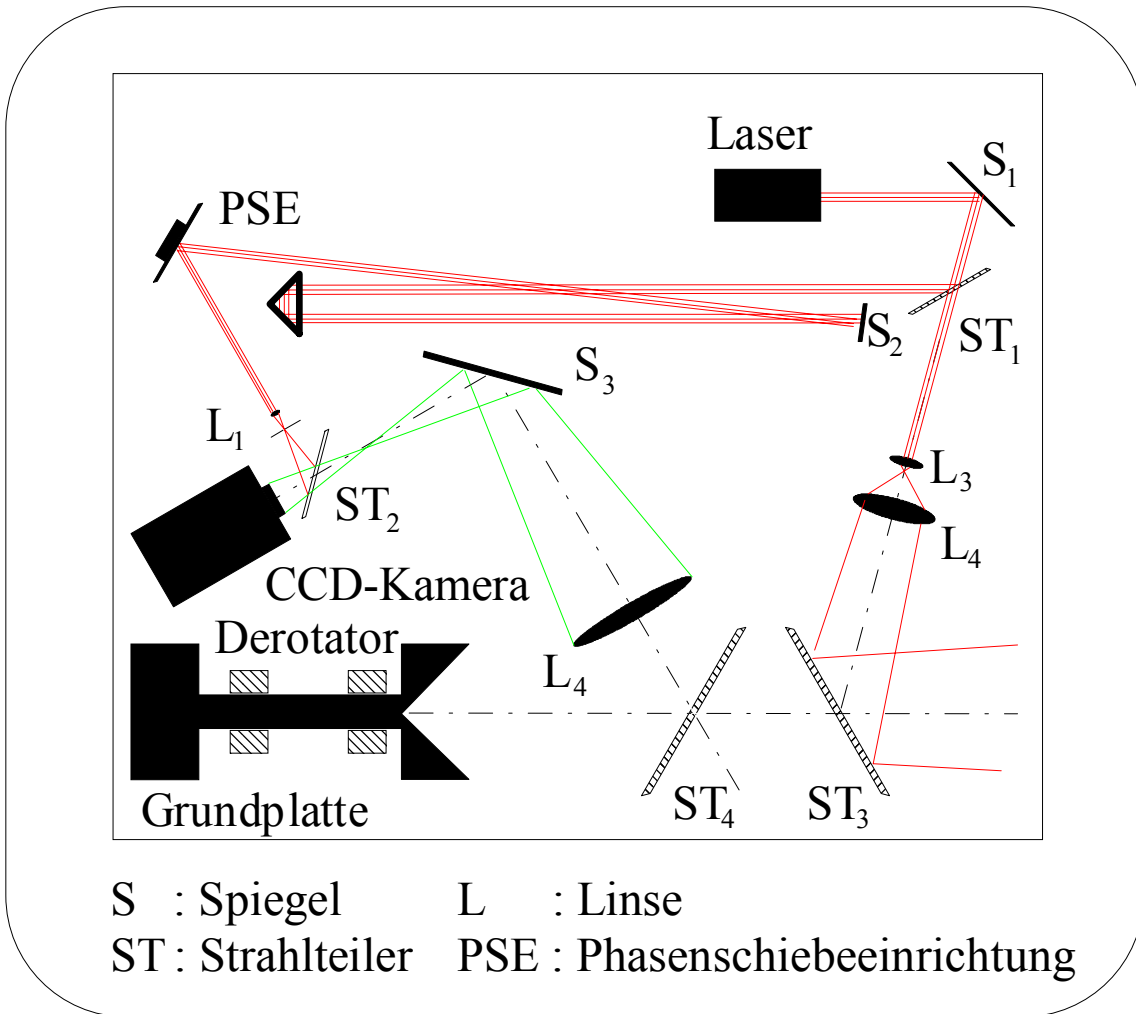 Laser
S₁
PSE
S₂
ST₁
S₃
L₁
L₃
ST₂
L₄
CCD-Kamera
Derotator
L₄
ST₄
ST₃
Grundplatte
S : Spiegel L : Linse
ST : Strahlteiler PSE : Phasenschiebeeinrichtung